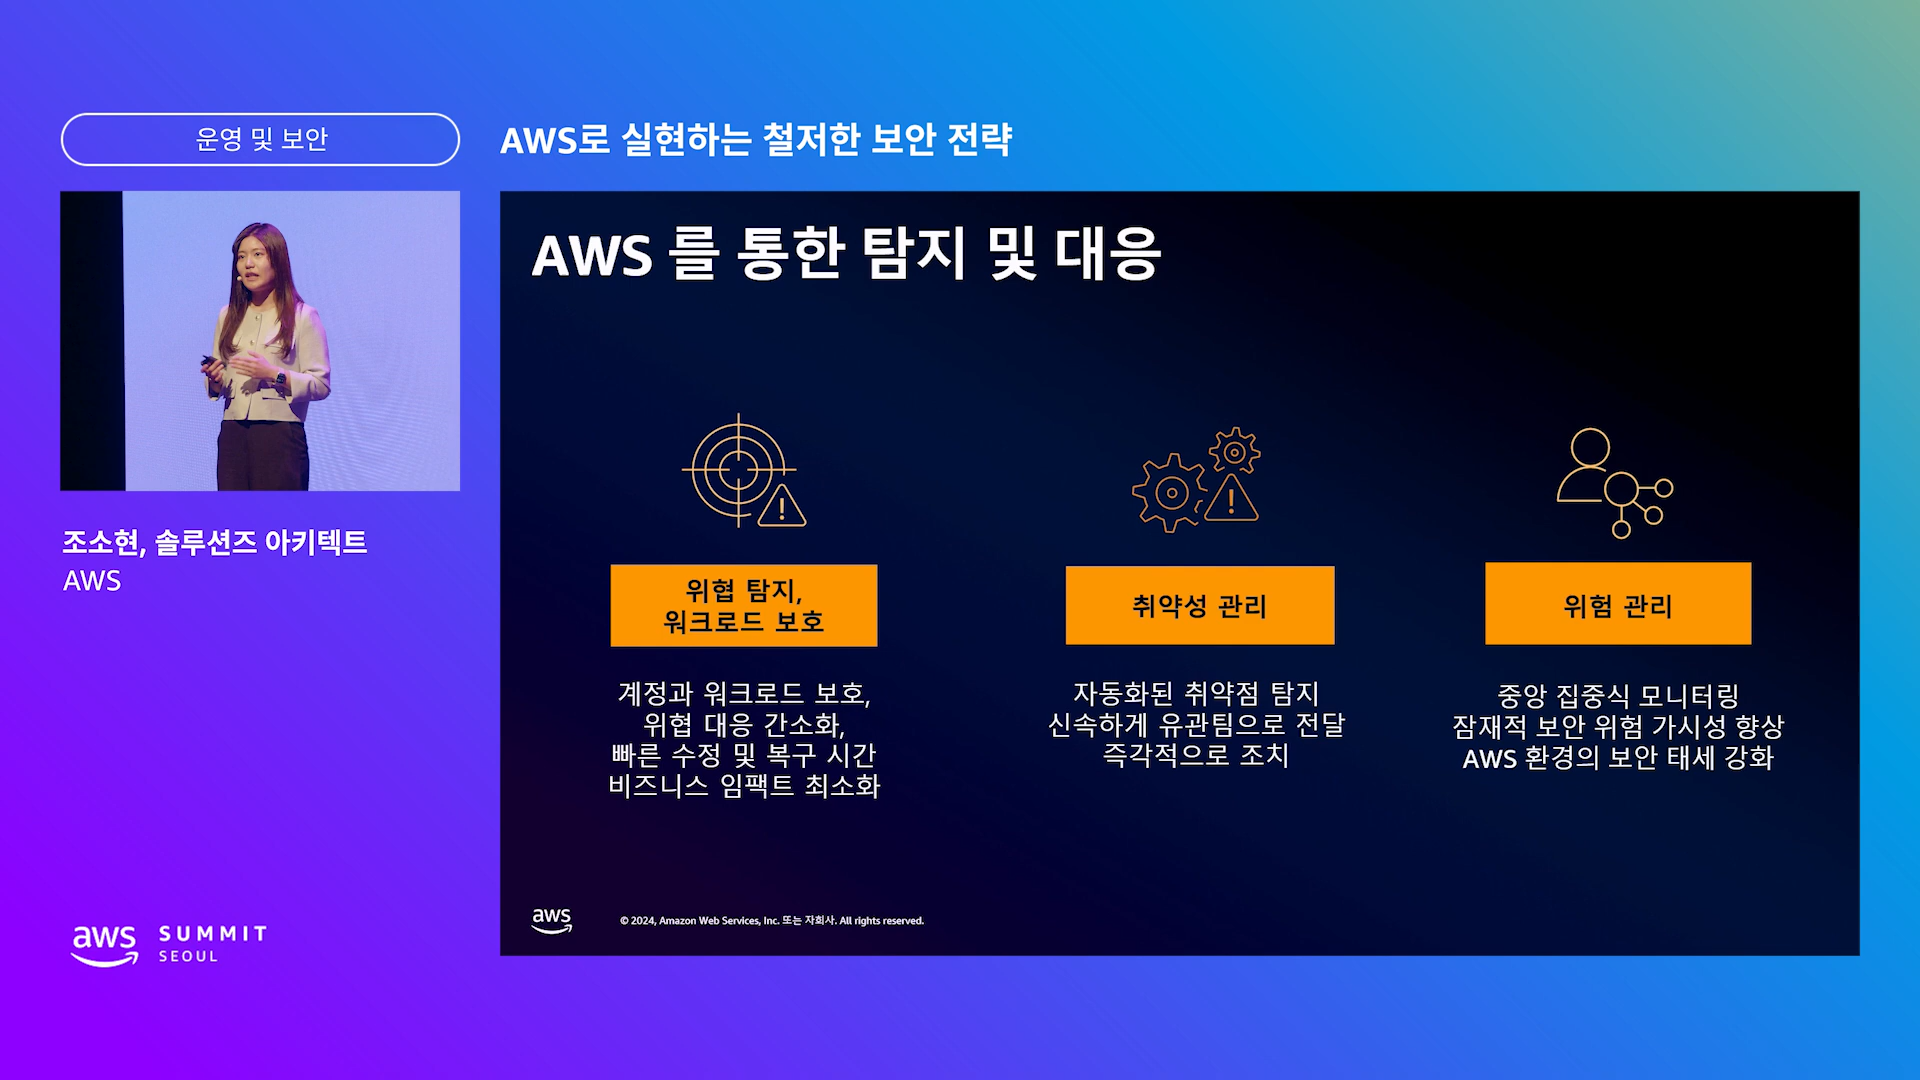 운영 및 보안
AWS로 실현하는 철저한 보안 전략
조소현, 솔루션즈 아키텍트
AWS
AWS 를 통한 탐지 및 대응
위협 탐지,
워크로드 보호
계정과 워크로드 보호,
위협 대응 간소화,
빠른 수정 및 복구 시간
비즈니스 임팩트 최소화
취약성 관리
자동화된 취약점 탐지
신속하게 유관팀으로 전달
즉각적으로 조치
위험 관리
중앙 집중식 모니터링
잠재적 보안 위험 가시성 향상
AWS 환경의 보안 태세 강화
aws
© 2024, Amazon Web Services, Inc. 또는 자회사. All rights reserved.
aws SUMMIT
SEOUL